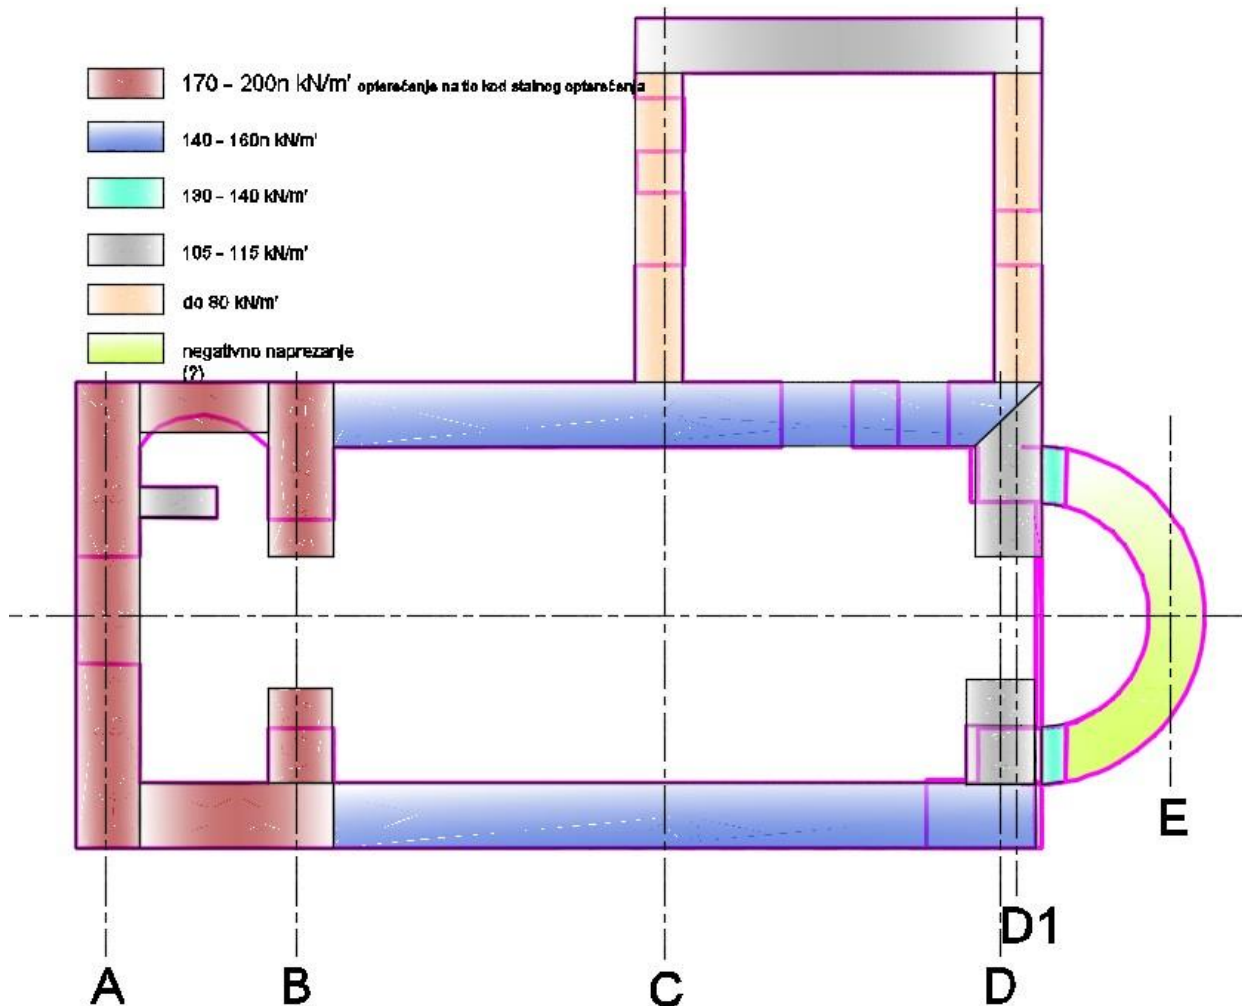 170 - 200n kN/m' opterećenje na tlo kod stalnog opterećenja
140 - 160n kN/m'
130 - 140 kN/m'
105 - 115 kN/m'
do 80 kN/m'
negativno naprezanje
(?)
E
D1
A
B
C
D